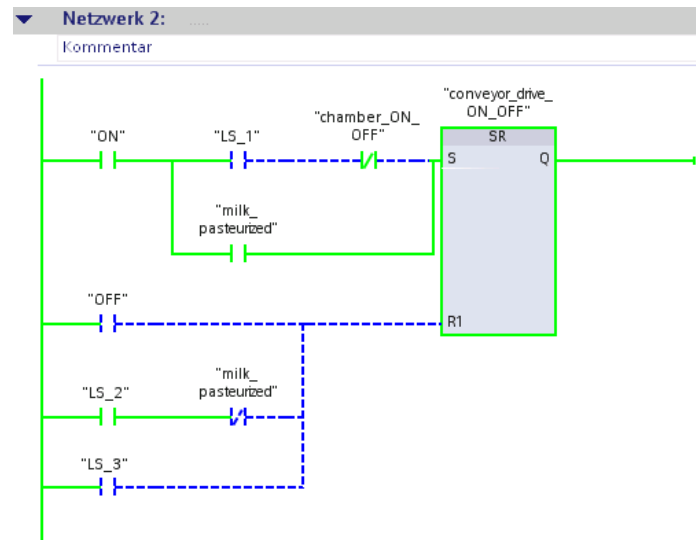 Netzwerk 2: .....
Kommentar
"conveyor_drive_
ON_OFF"
"chamber_ON_
OFF"
"ON"
"LS_1"
SR
S
Q
"milk_
pasteurized"
"OFF"
R1
"milk_
pasteurized"
"LS_2"
"LS_3"